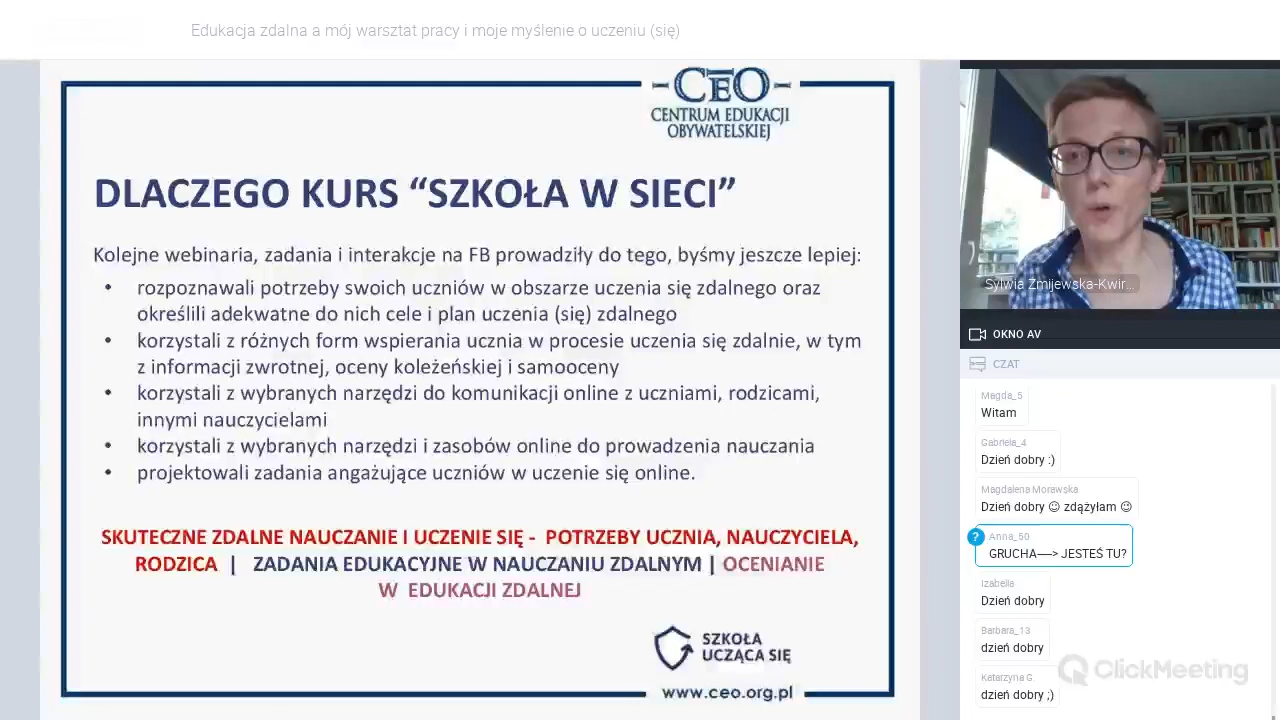 Edukacja zdalna a mój warsztat pracy i moje myślenie o uczeniu (się)
CEO
CENTRUM EDUKACJI
OBYWATELSKIEJ
DLACZEGO KURS “SZKOŁA W SIECI”
Kolejne webinaria, zadania i interakcje na FB prowadziły do tego, byśmy jeszcze lepiej:
• rozpoznawali potrzeby swoich uczniów w obszarze uczenia się zdalnego oraz
określili adekwatne do nich cele i plan uczenia (się) zdalnego
• korzystali z różnych form wspierania ucznia w procesie uczenia się zdalnie, w tym
z informacji zwrotnej, oceny koleżeńskiej i samooceny
• korzystali z wybranych narzędzi do komunikacji online z uczniami, rodzicami,
innymi nauczycielami
• korzystali z wybranych narzędzi i zasobów online do prowadzenia nauczania
• projektowali zadania angażujące uczniów w uczenie się online.
SKUTECZNE ZDALNE NAUCZANIE I UCZENIE SIĘ - POTRZEBY UCZNIA, NAUCZYCIELA,
RODZICA | ZADANIA EDUKACYJNE W NAUCZANIU ZDALNYM | OCENIANIE
W EDUKACJI ZDALNEJ
SZKOŁA
UCZĄCA SIĘ
www.ceo.org.pl
Sylwia Żmijewska-Kwir...
OKNO AV
CZAT
Magda_5
Witam
Gabriela_4
Dzień dobry :)
Magdalena Morawska
Dzień dobry 😉 zdążyłam 😉
?
Anna_50
GRUCHA----> JESTEŚ TU?
Izabella
Dzień dobry
Barbara_13
dzień dobry
Katarzyna G.
dzień dobry ;)
ClickMeeting